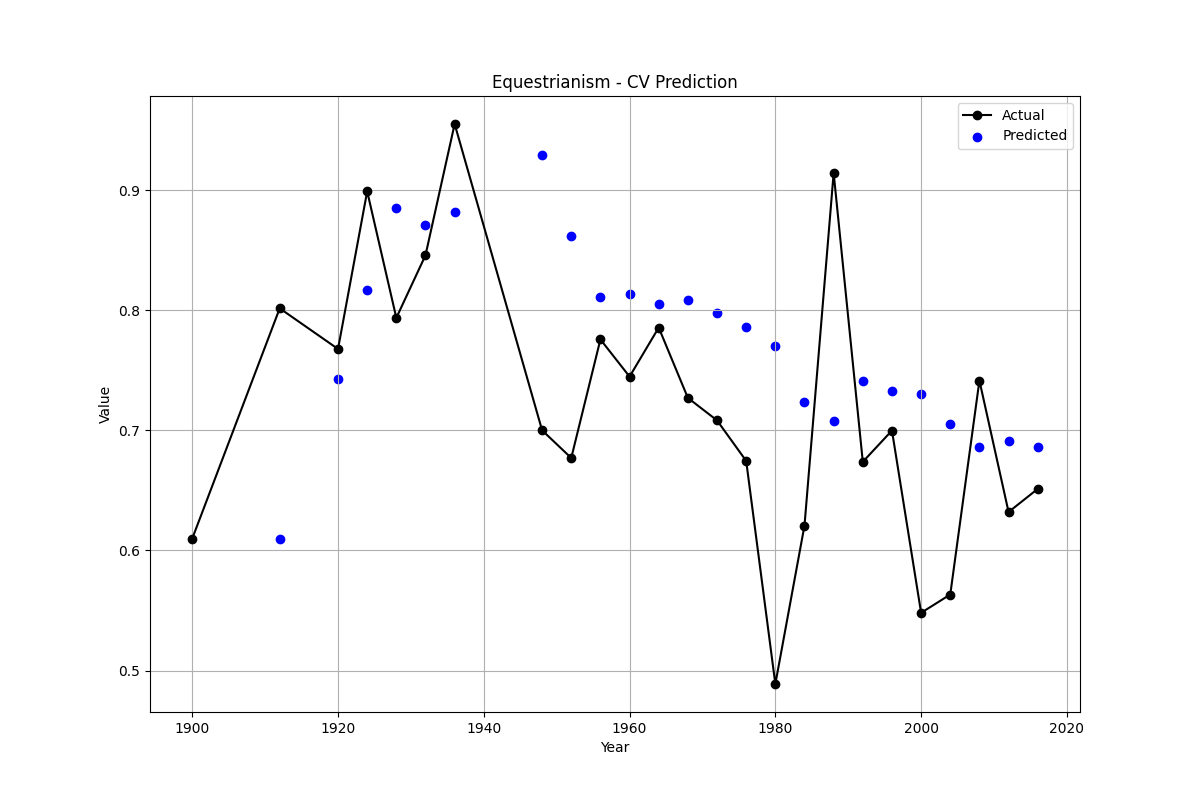 Equestrianism - CV Prediction
Actual
Predicted
Value
0.9
0.8
0.7
0.6
0.5
1900 1920 1940 1960 1980 2000 2020
Year